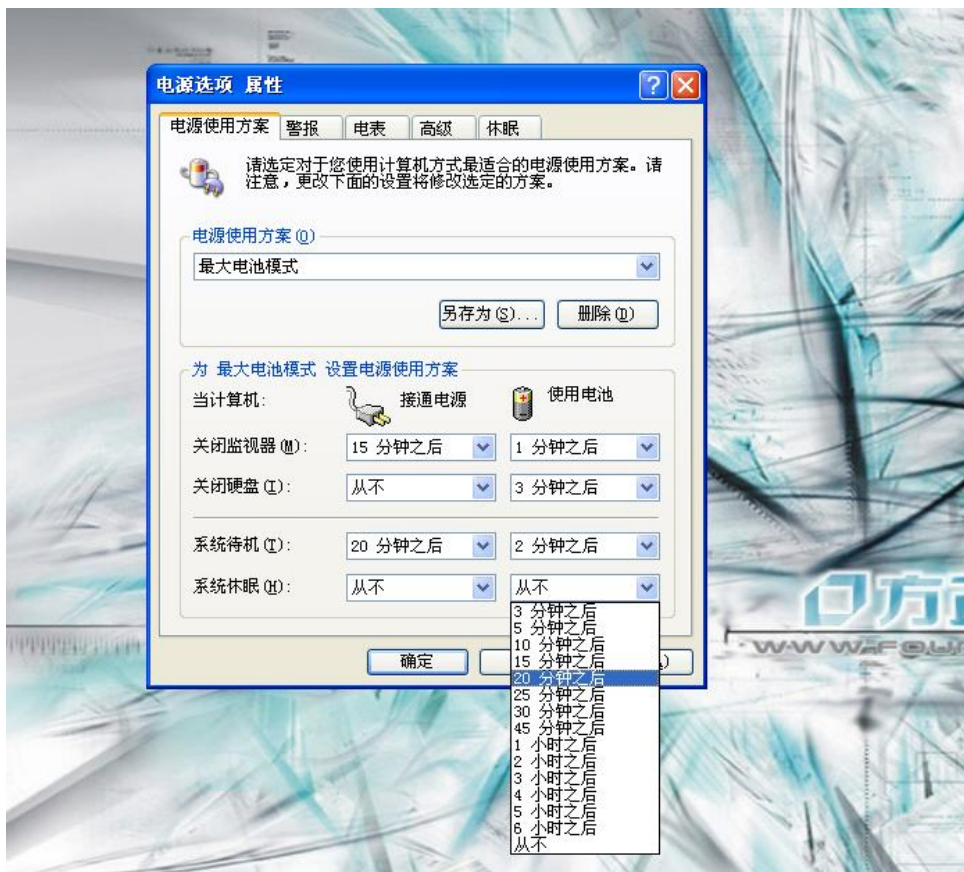 电源选项 属性
电源使用方案 警报 电表 高级 休眠
请选定对于您使用计算机方式最适合的电源使用方案。请
注意，更改下面的设置将修改选定的方案。
电源使用方案(O)
最大电池模式
另存为(S)... 删除(D)
为 最大电池模式 设置电源使用方案
当计算机: 接通电源 使用电池
关闭监视器(M): 15 分钟之后 1 分钟之后
关闭硬盘(I): 从不 3 分钟之后
系统待机(T): 20 分钟之后 2 分钟之后
系统休眠(H): 从不 从不
3 分钟之后
5 分钟之后
10 分钟之后
15 分钟之后
20 分钟之后
25 分钟之后
30 分钟之后
45 分钟之后
1 小时之后
2 小时之后
3 小时之后
4 小时之后
5 小时之后
6 小时之后
从不
确定
方